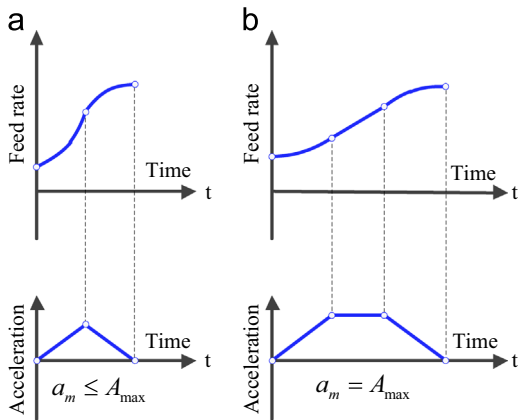 a
Feed rate
Time
t
Acceleration
Time
t
a_m ≤ A_max
b
Feed rate
Time
t
Acceleration
Time
t
a_m = A_max